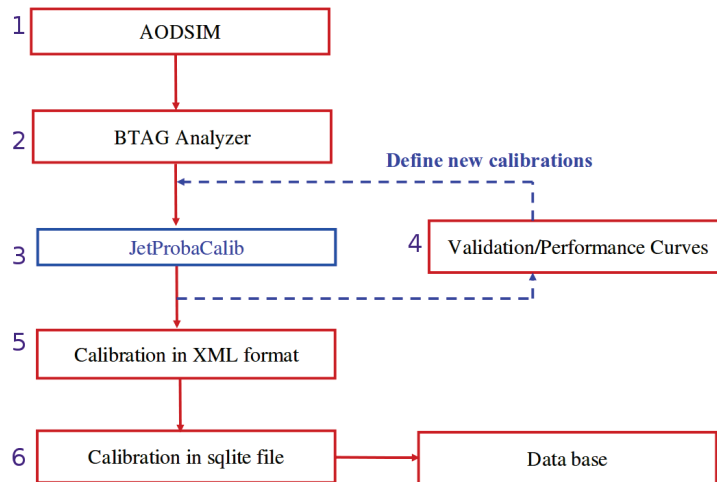 1
AODSIM
2
BTAG Analyzer
Define new calibrations
3
JetProbaCalib
4
Validation/Performance Curves
5
Calibration in XML format
6
Calibration in sqlite file
Data base